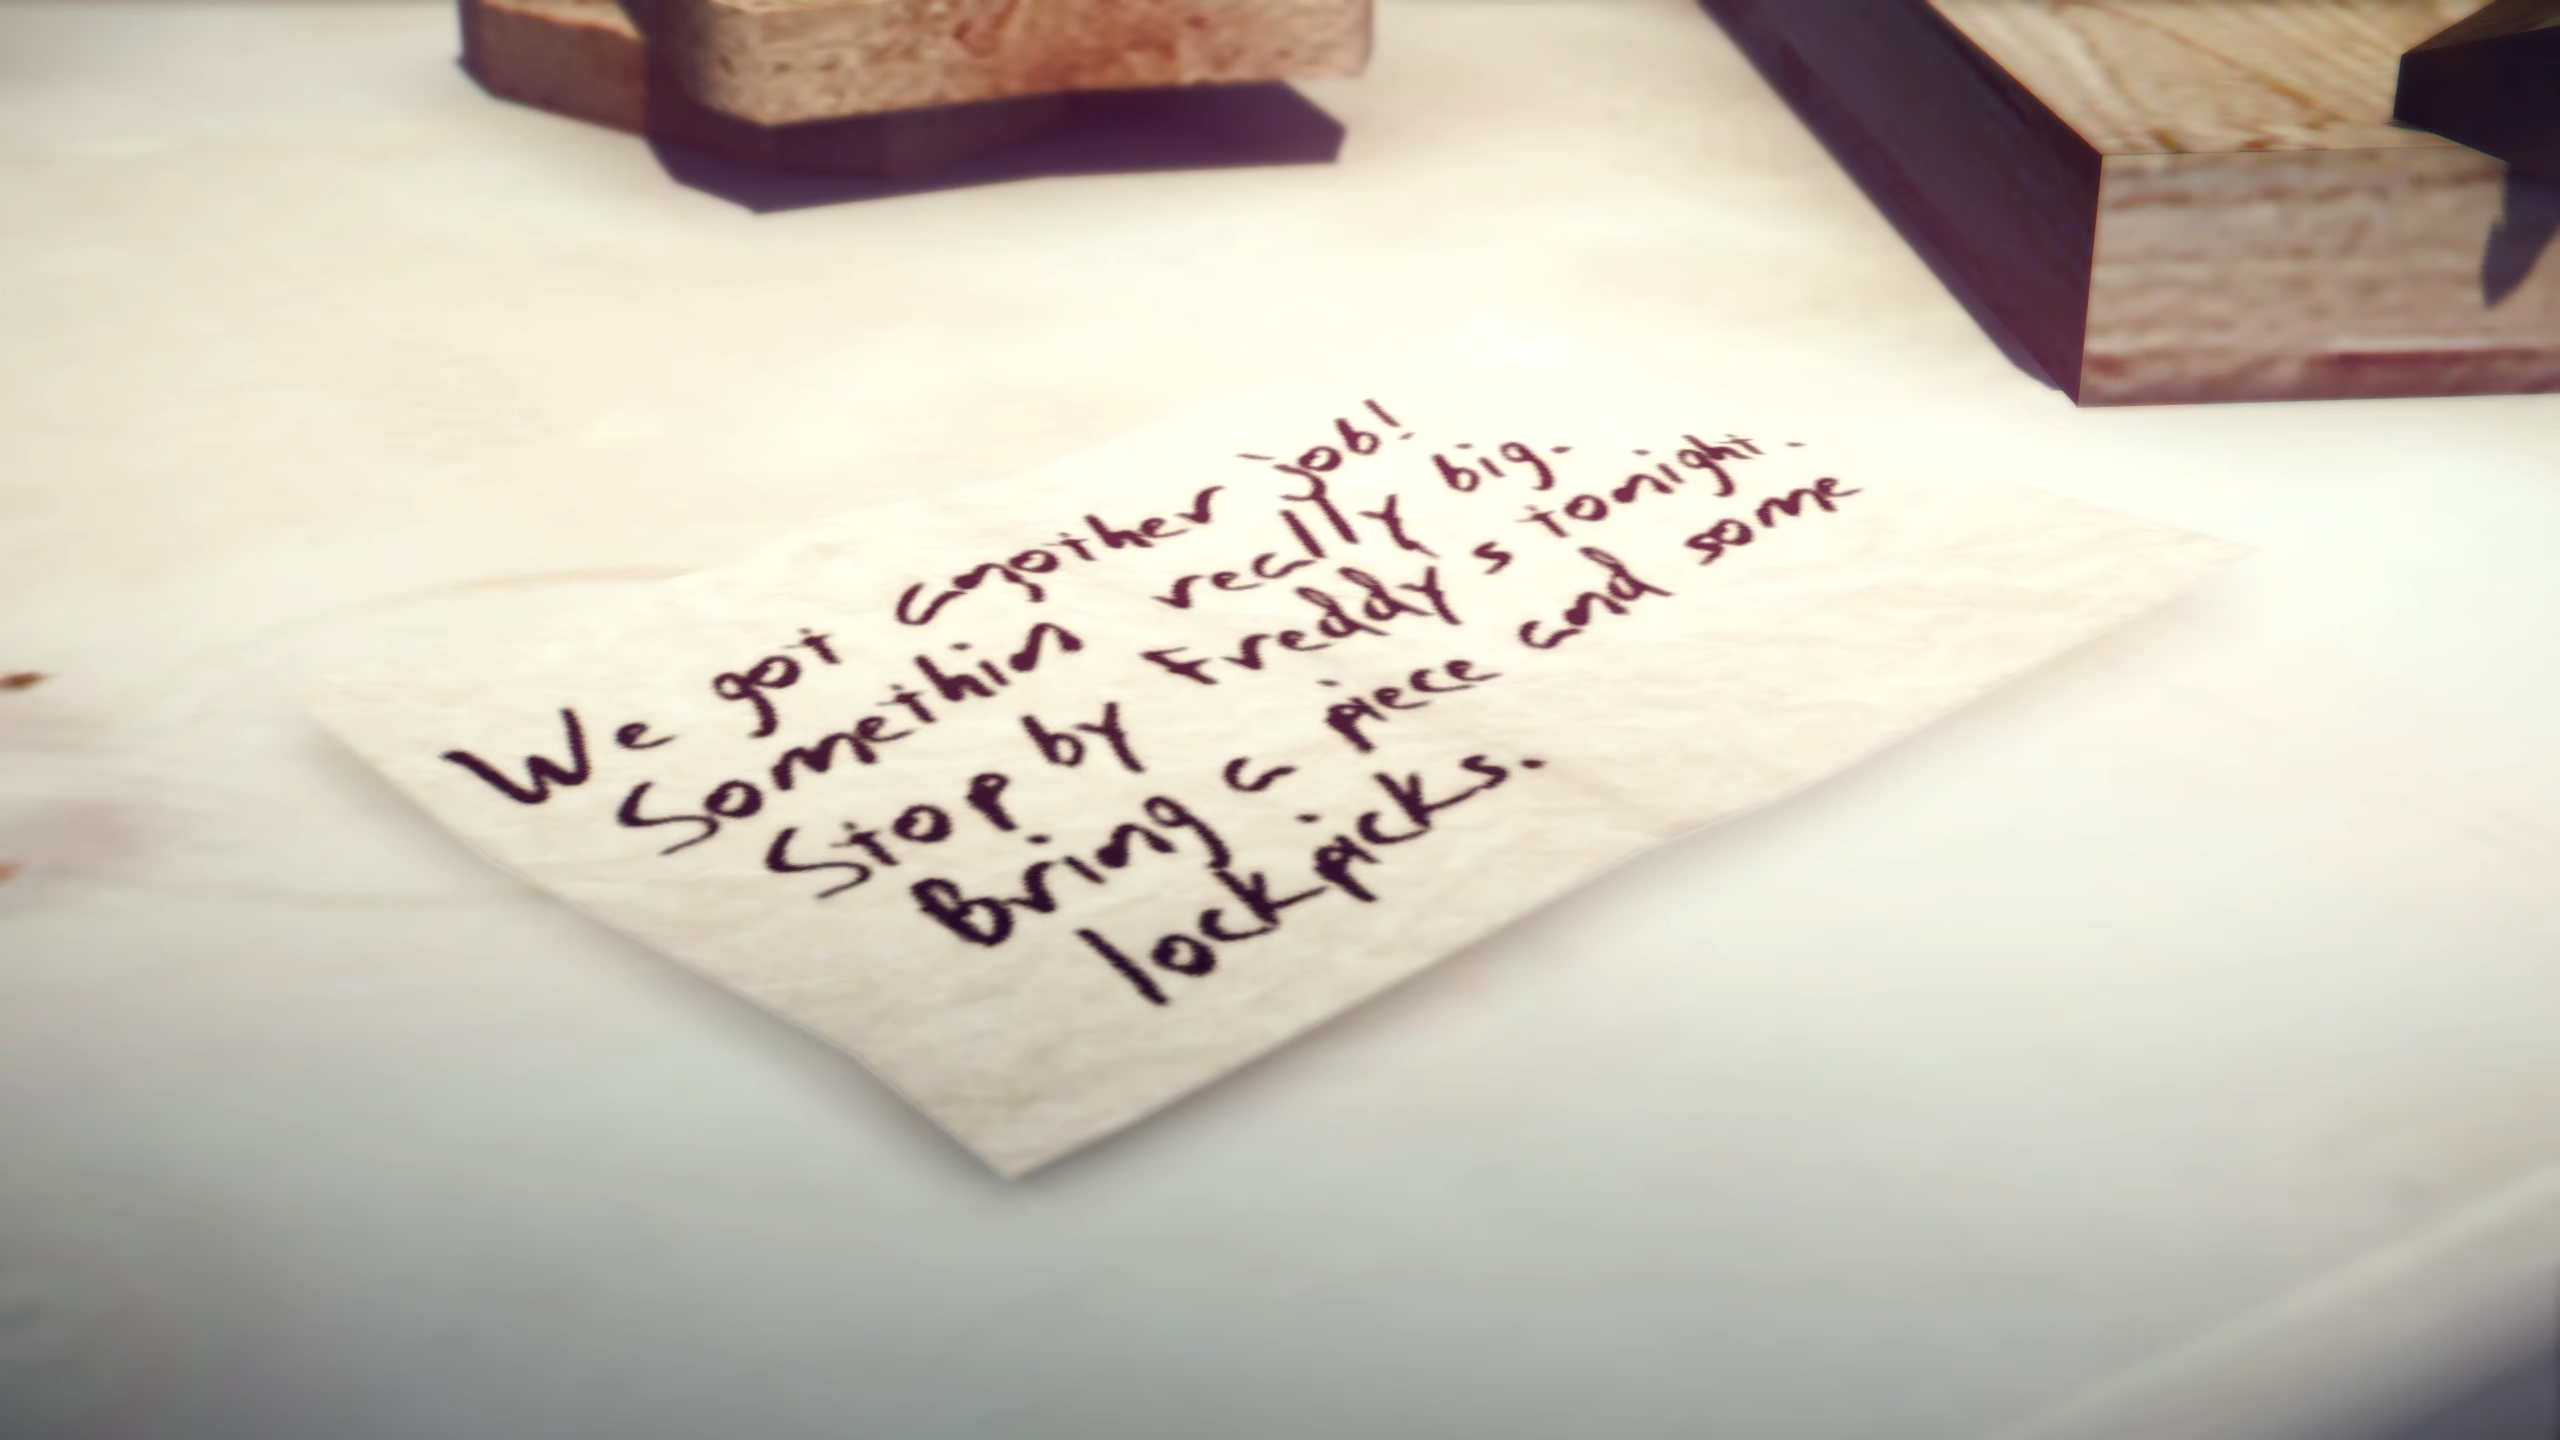 We got another job!
Somethin really big.
Stop by Freddy s tonight.
Bring a piece and some
lockpicks.